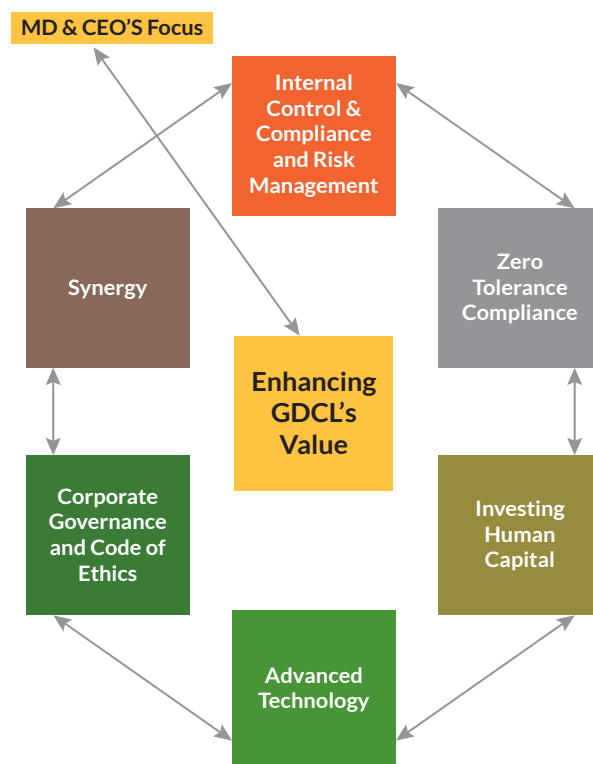 MD & CEO’S Focus
Internal
Control &
Compliance
and Risk
Management
Synergy
Zero
Tolerance
Compliance
Enhancing
GDCL’s
Value
Corporate
Governance
and Code of
Ethics
Investing
Human
Capital
Advanced
Technology